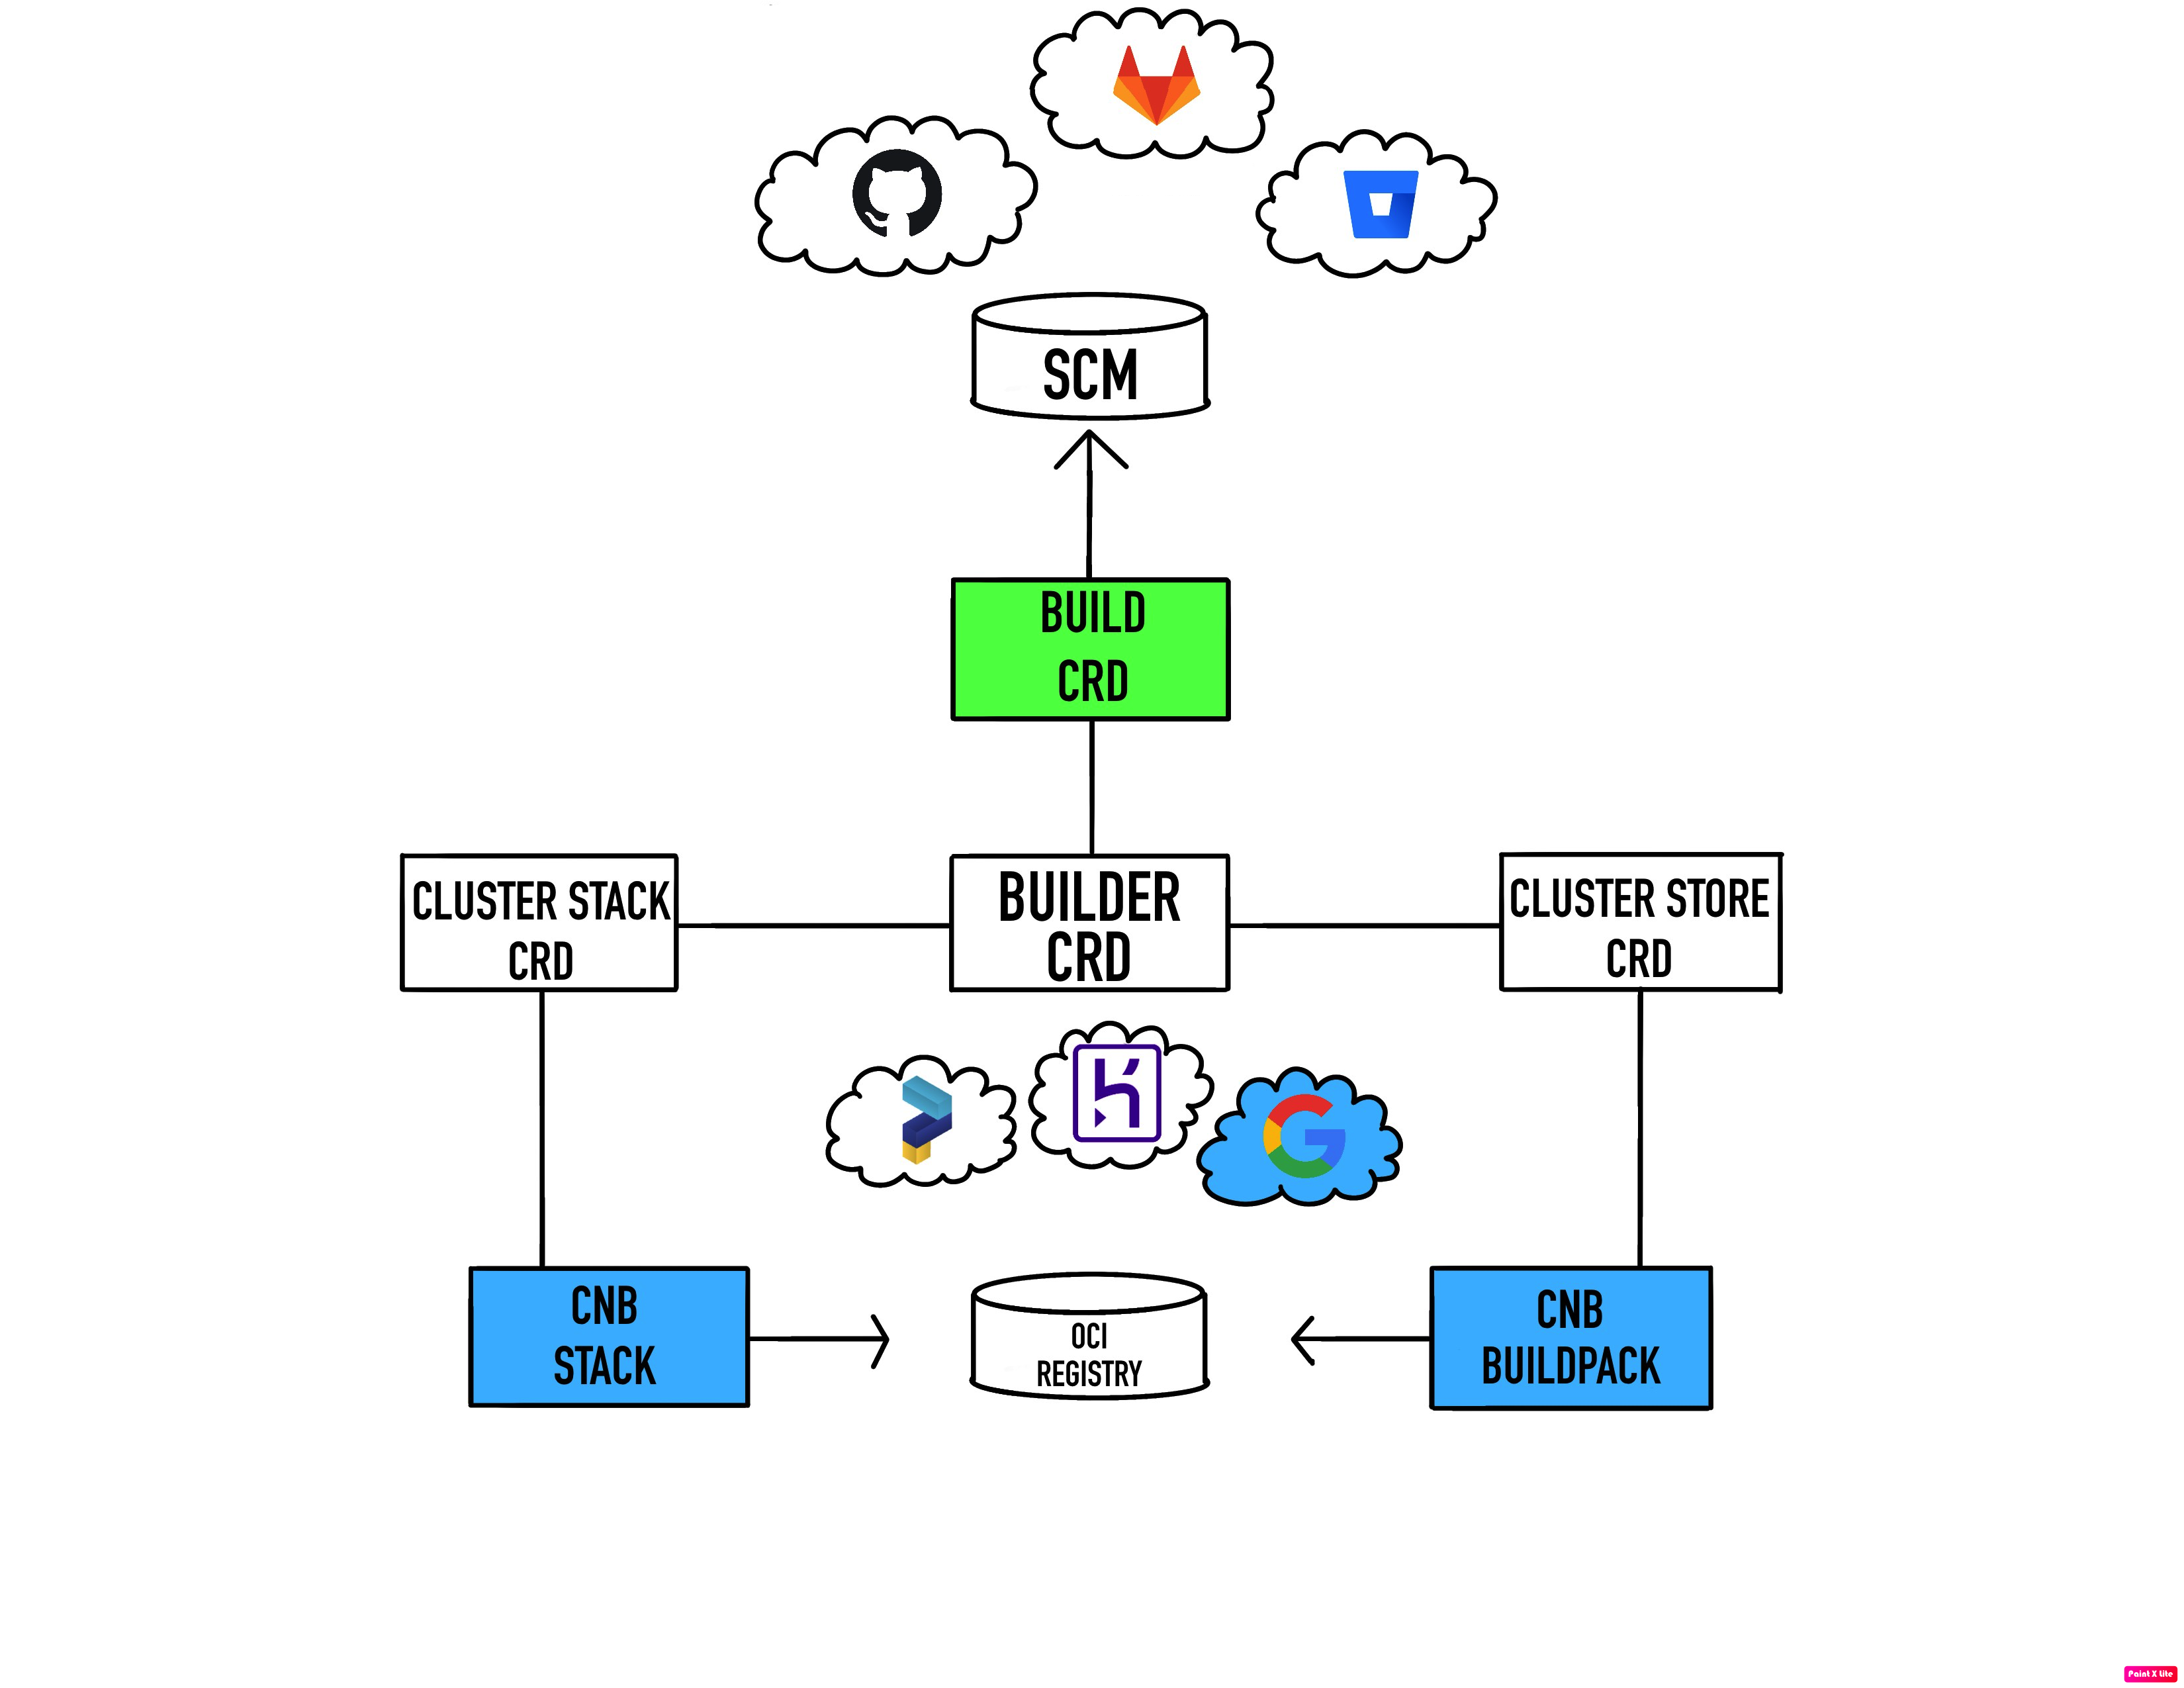 SCM
BUILD
CRD
CLUSTER STACK
CRD
BUILDER
CRD
CLUSTER STORE
CRD
CNB
STACK
OCI
REGISTRY
CNB
BUILDPACK
Paint X Lite